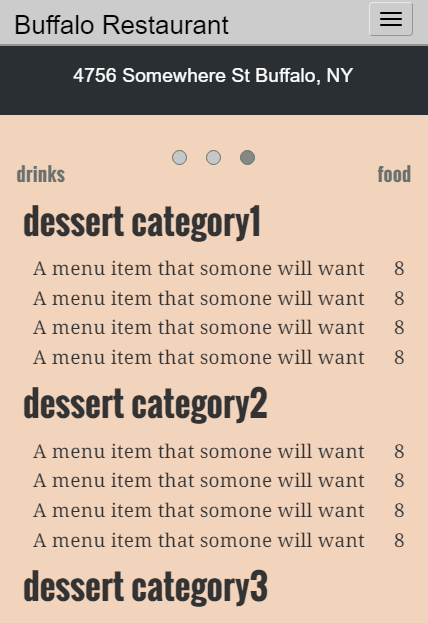 Buffalo Restaurant
4756 Somewhere St Buffalo, NY
drinks food
dessert category1
A menu item that somone will want 8
A menu item that somone will want 8
A menu item that somone will want 8
A menu item that somone will want 8
dessert category2
A menu item that somone will want 8
A menu item that somone will want 8
A menu item that somone will want 8
A menu item that somone will want 8
dessert category3